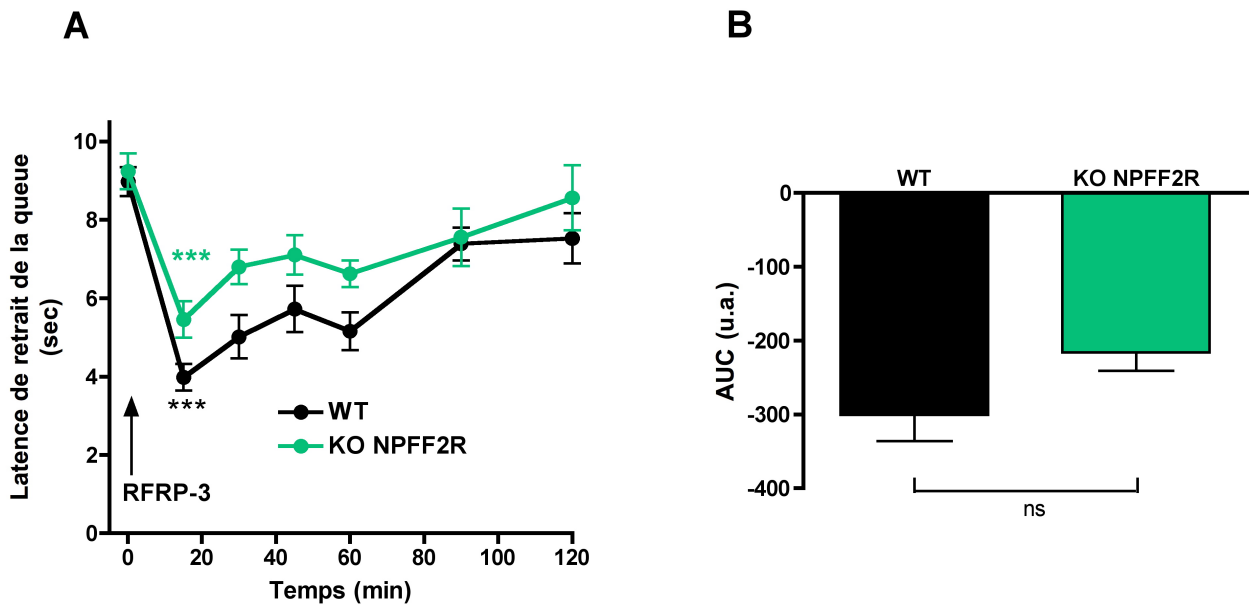 A
Latence de retrait de la queue
(sec)
10
8
6
4
2
0
***
***
WT
KO NPFF2R
RFRP-3
0 20 40 60 80 100 120
Temps (min)
B
WT KO NPFF2R
AUC (u.a.)
0
-100
-200
-300
-400
ns